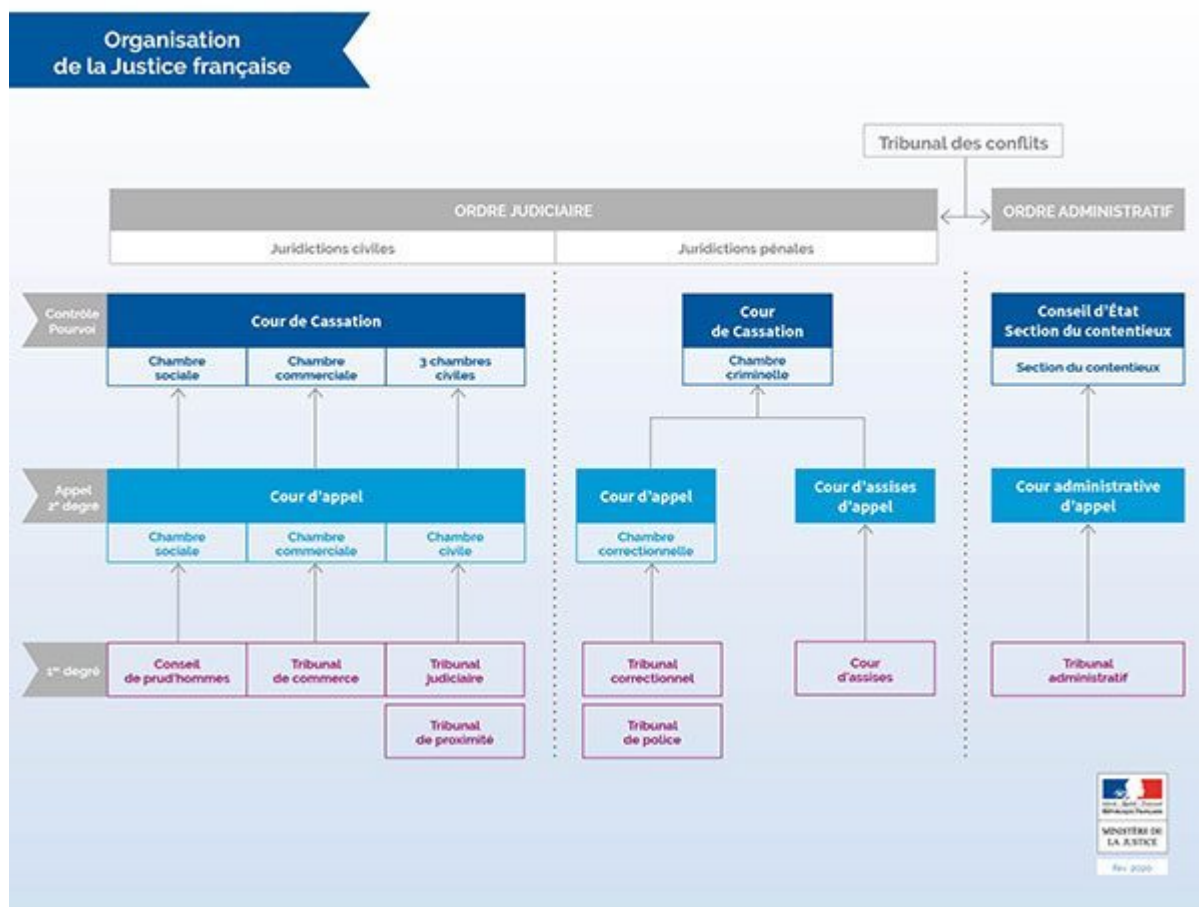 Organisation
de la Justice française
Tribunal des conflits
ORDRE JUDICIAIRE
ORDRE ADMINISTRATIF
Juridictions civiles
Juridictions pénales
Contrôle
Pourvoi
Cour de Cassation
Chambre
sociale
Chambre
commerciale
3 chambres
civiles
Cour
de Cassation
Chambre
criminelle
Conseil d'État
Section du contentieux
Section du contentieux
Appel
2e degré
Cour d'appel
Chambre
sociale
Chambre
commerciale
Chambre
civile
Cour d'appel
Chambre
correctionnelle
Cour d'assises
d'appel
Cour administrative
d'appel
1er degré
Conseil
de prud'hommes
Tribunal
de commerce
Tribunal
judiciaire
Tribunal
de proximité
Tribunal
correctionnel
Tribunal
de police
Cour
d'assises
Tribunal
administratif
RÉPUBLIQUE FRANÇAISE
MINISTÈRE DE
LA JUSTICE
Fév. 2020